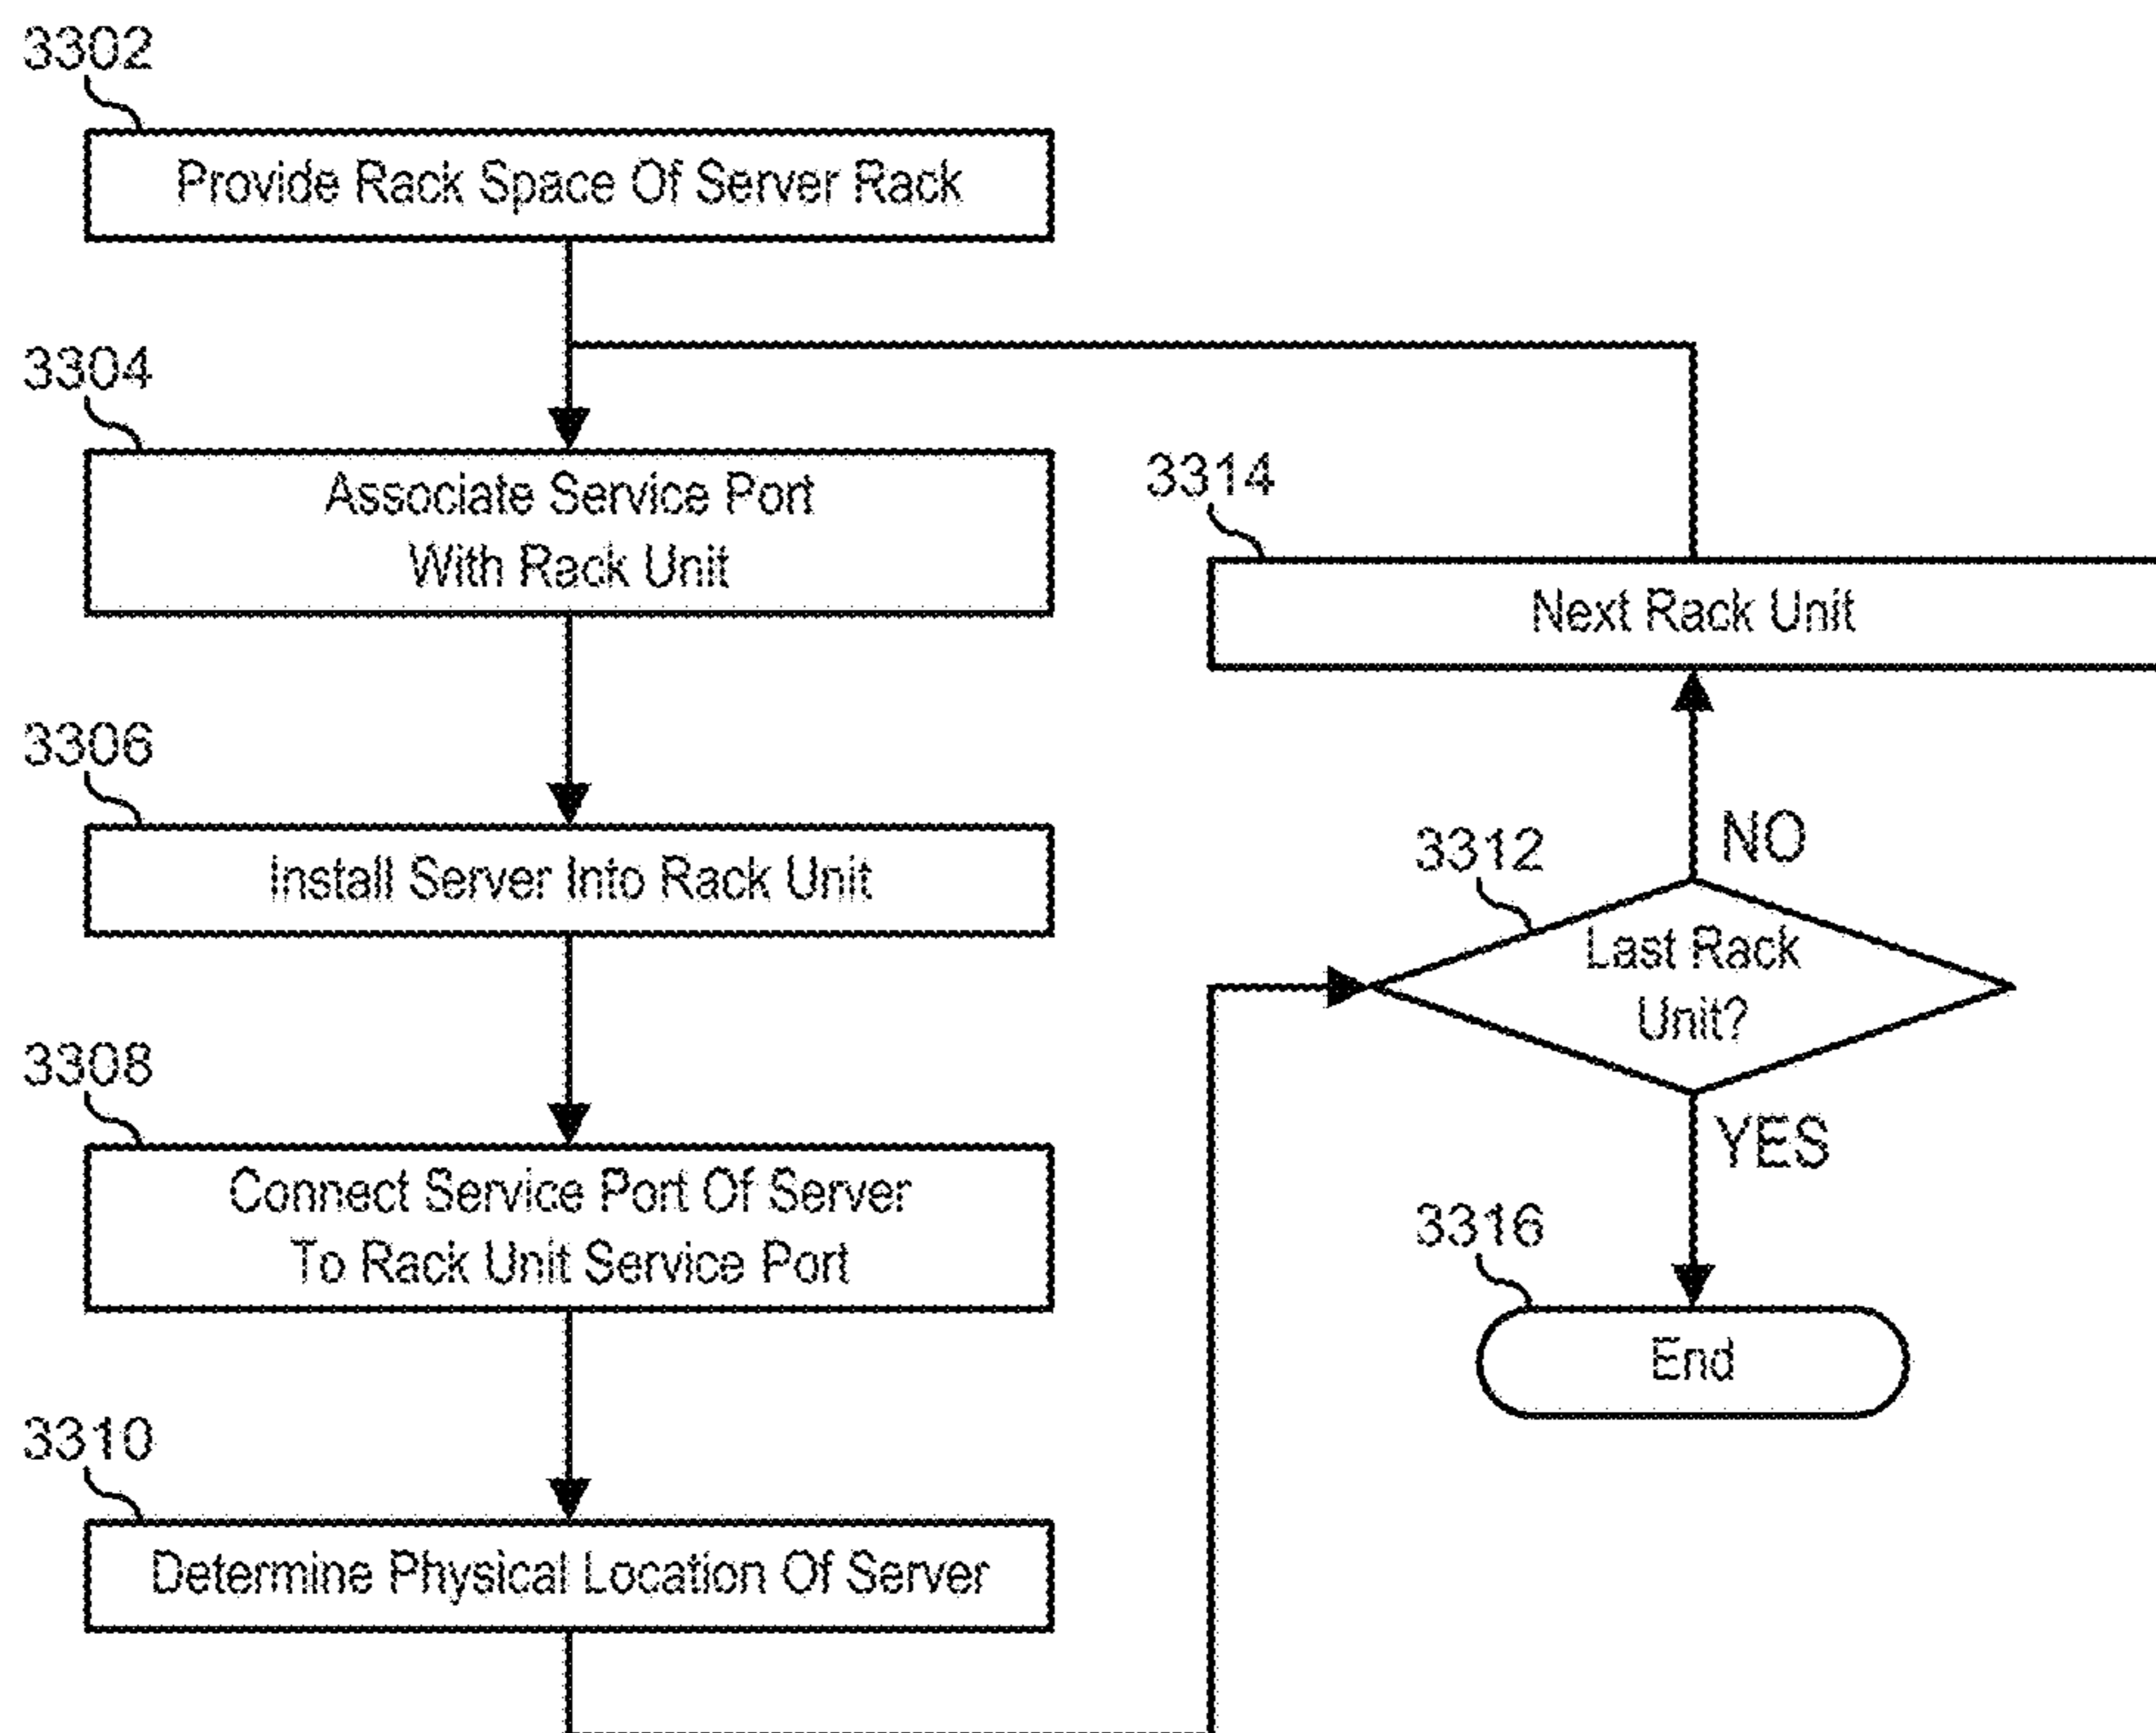 3302
Provide Rack Space Of Server Rack
3304
Associate Service Port
With Rack Unit
3306
Install Server Into Rack Unit
3308
Connect Service Port Of Server
To Rack Unit Service Port
3310
Determine Physical Location Of Server
3314
Next Rack Unit
NO
3312
Last Rack
Unit?
YES
3316
End